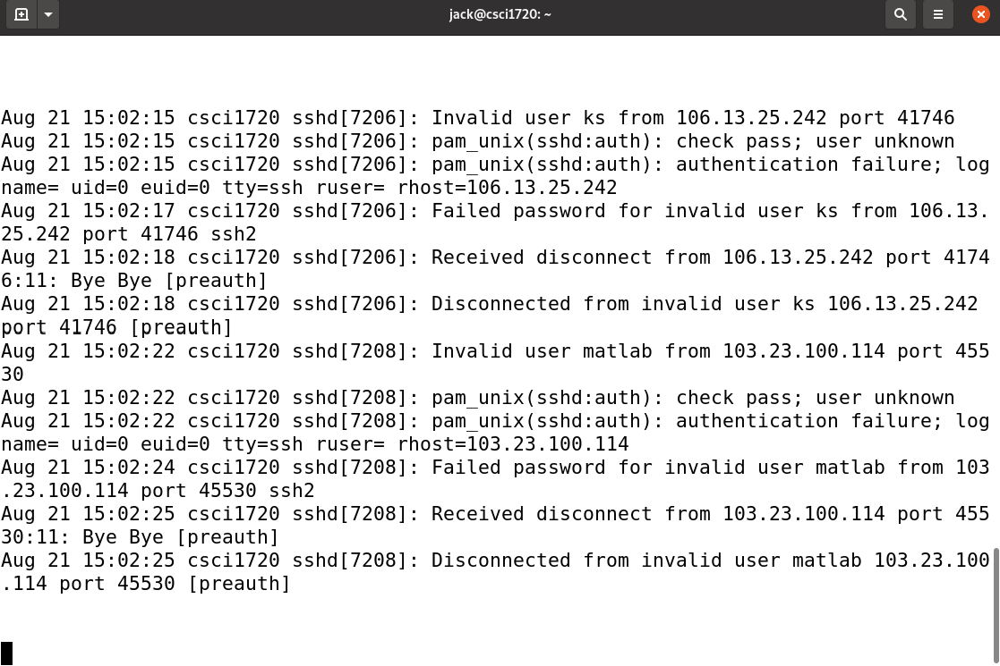 jack@csci1720: ~
Aug 21 15:02:15 csci1720 sshd[7206]: Invalid user ks from 106.13.25.242 port 41746
Aug 21 15:02:15 csci1720 sshd[7206]: pam_unix(sshd:auth): check pass; user unknown
Aug 21 15:02:15 csci1720 sshd[7206]: pam_unix(sshd:auth): authentication failure; log
name= uid=0 euid=0 tty=ssh ruser= rhost=106.13.25.242
Aug 21 15:02:17 csci1720 sshd[7206]: Failed password for invalid user ks from 106.13.
25.242 port 41746 ssh2
Aug 21 15:02:18 csci1720 sshd[7206]: Received disconnect from 106.13.25.242 port 4174
6:11: Bye Bye [preauth]
Aug 21 15:02:18 csci1720 sshd[7206]: Disconnected from invalid user ks 106.13.25.242
port 41746 [preauth]
Aug 21 15:02:22 csci1720 sshd[7208]: Invalid user matlab from 103.23.100.114 port 455
30
Aug 21 15:02:22 csci1720 sshd[7208]: pam_unix(sshd:auth): check pass; user unknown
Aug 21 15:02:22 csci1720 sshd[7208]: pam_unix(sshd:auth): authentication failure; log
name= uid=0 euid=0 tty=ssh ruser= rhost=103.23.100.114
Aug 21 15:02:24 csci1720 sshd[7208]: Failed password for invalid user matlab from 103
.23.100.114 port 45530 ssh2
Aug 21 15:02:25 csci1720 sshd[7208]: Received disconnect from 103.23.100.114 port 455
30:11: Bye Bye [preauth]
Aug 21 15:02:25 csci1720 sshd[7208]: Disconnected from invalid user matlab 103.23.100
.114 port 45530 [preauth]